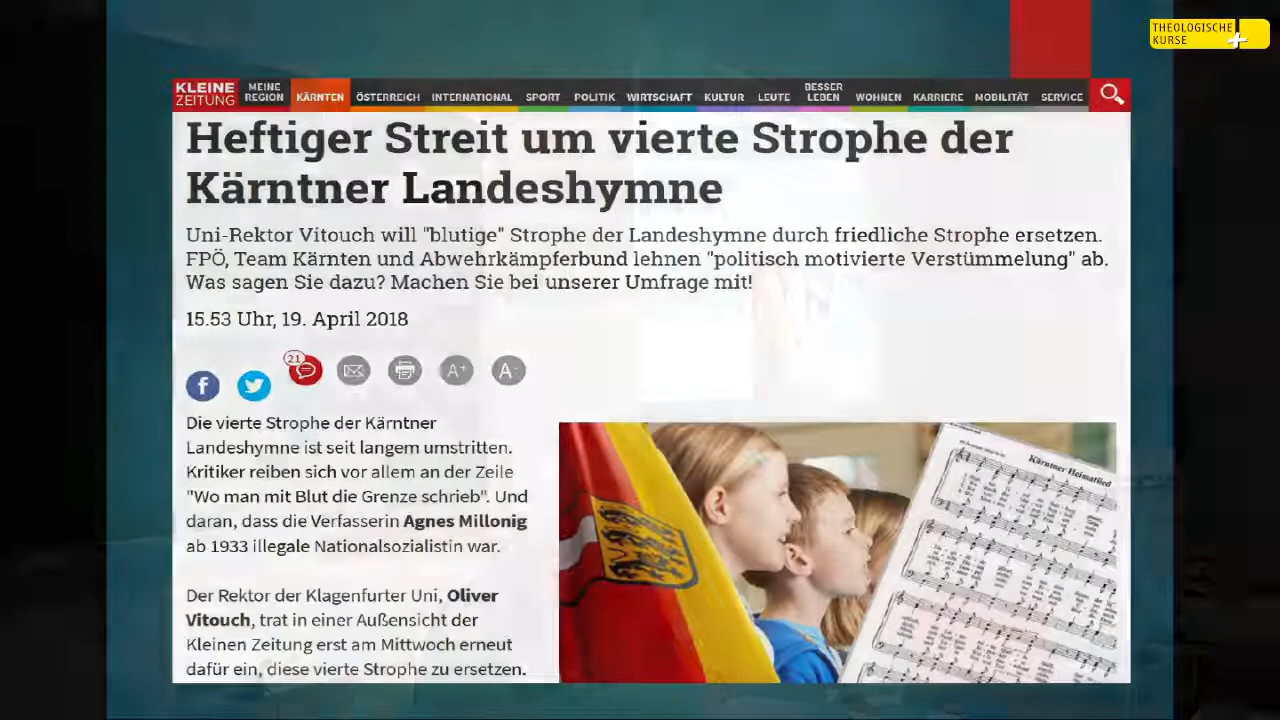 THEOLOGISCHE
KURSE
KLEINE
ZEITUNG
MEINE
REGION
KÄRNTEN
ÖSTERREICH
INTERNATIONAL
SPORT
POLITIK
WIRTSCHAFT
KULTUR
LEUTE
BESSER
LEBEN
WOHNEN
KARRIERE
MOBILITÄT
SERVICE
Heftiger Streit um vierte Strophe der
Kärntner Landeshymne
Uni-Rektor Vitouch will "blutige" Strophe der Landeshymne durch friedliche Strophe ersetzen.
FPÖ, Team Kärnten und Abwehrkämpferbund lehnen "politisch motivierte Verstümmelung" ab.
Was sagen Sie dazu? Machen Sie bei unserer Umfrage mit!
15.53 Uhr, 19. April 2018
21
A+
A-
Die vierte Strophe der Kärntner
Landeshymne ist seit langem umstritten.
Kritiker reiben sich vor allem an der Zeile
"Wo man mit Blut die Grenze schrieb". Und
daran, dass die Verfasserin Agnes Millonig
ab 1933 illegale Nationalsozialistin war.
Der Rektor der Klagenfurter Uni, Oliver
Vitouch, trat in einer Außensicht der
Kleinen Zeitung erst am Mittwoch erneut
dafür ein, diese vierte Strophe zu ersetzen.
Kärntner Heimatlied